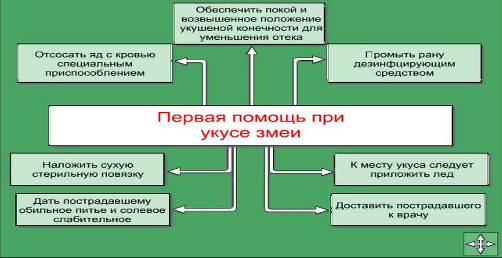 Обеспечить покой и
возвышенное положение
укушеной конечности для
уменьшения отека
Отсосать яд с кровью
специальным
приспособлением
Промыть рану
дезинфцирующим
средством
Первая помощь при
укусе змеи
Наложить сухую
стерильную повязку
К месту укуса следует
приложить лед
Дать пострадавшему
обильное питье и солевое
слабительное
Доставить пострадавшего
к врачу